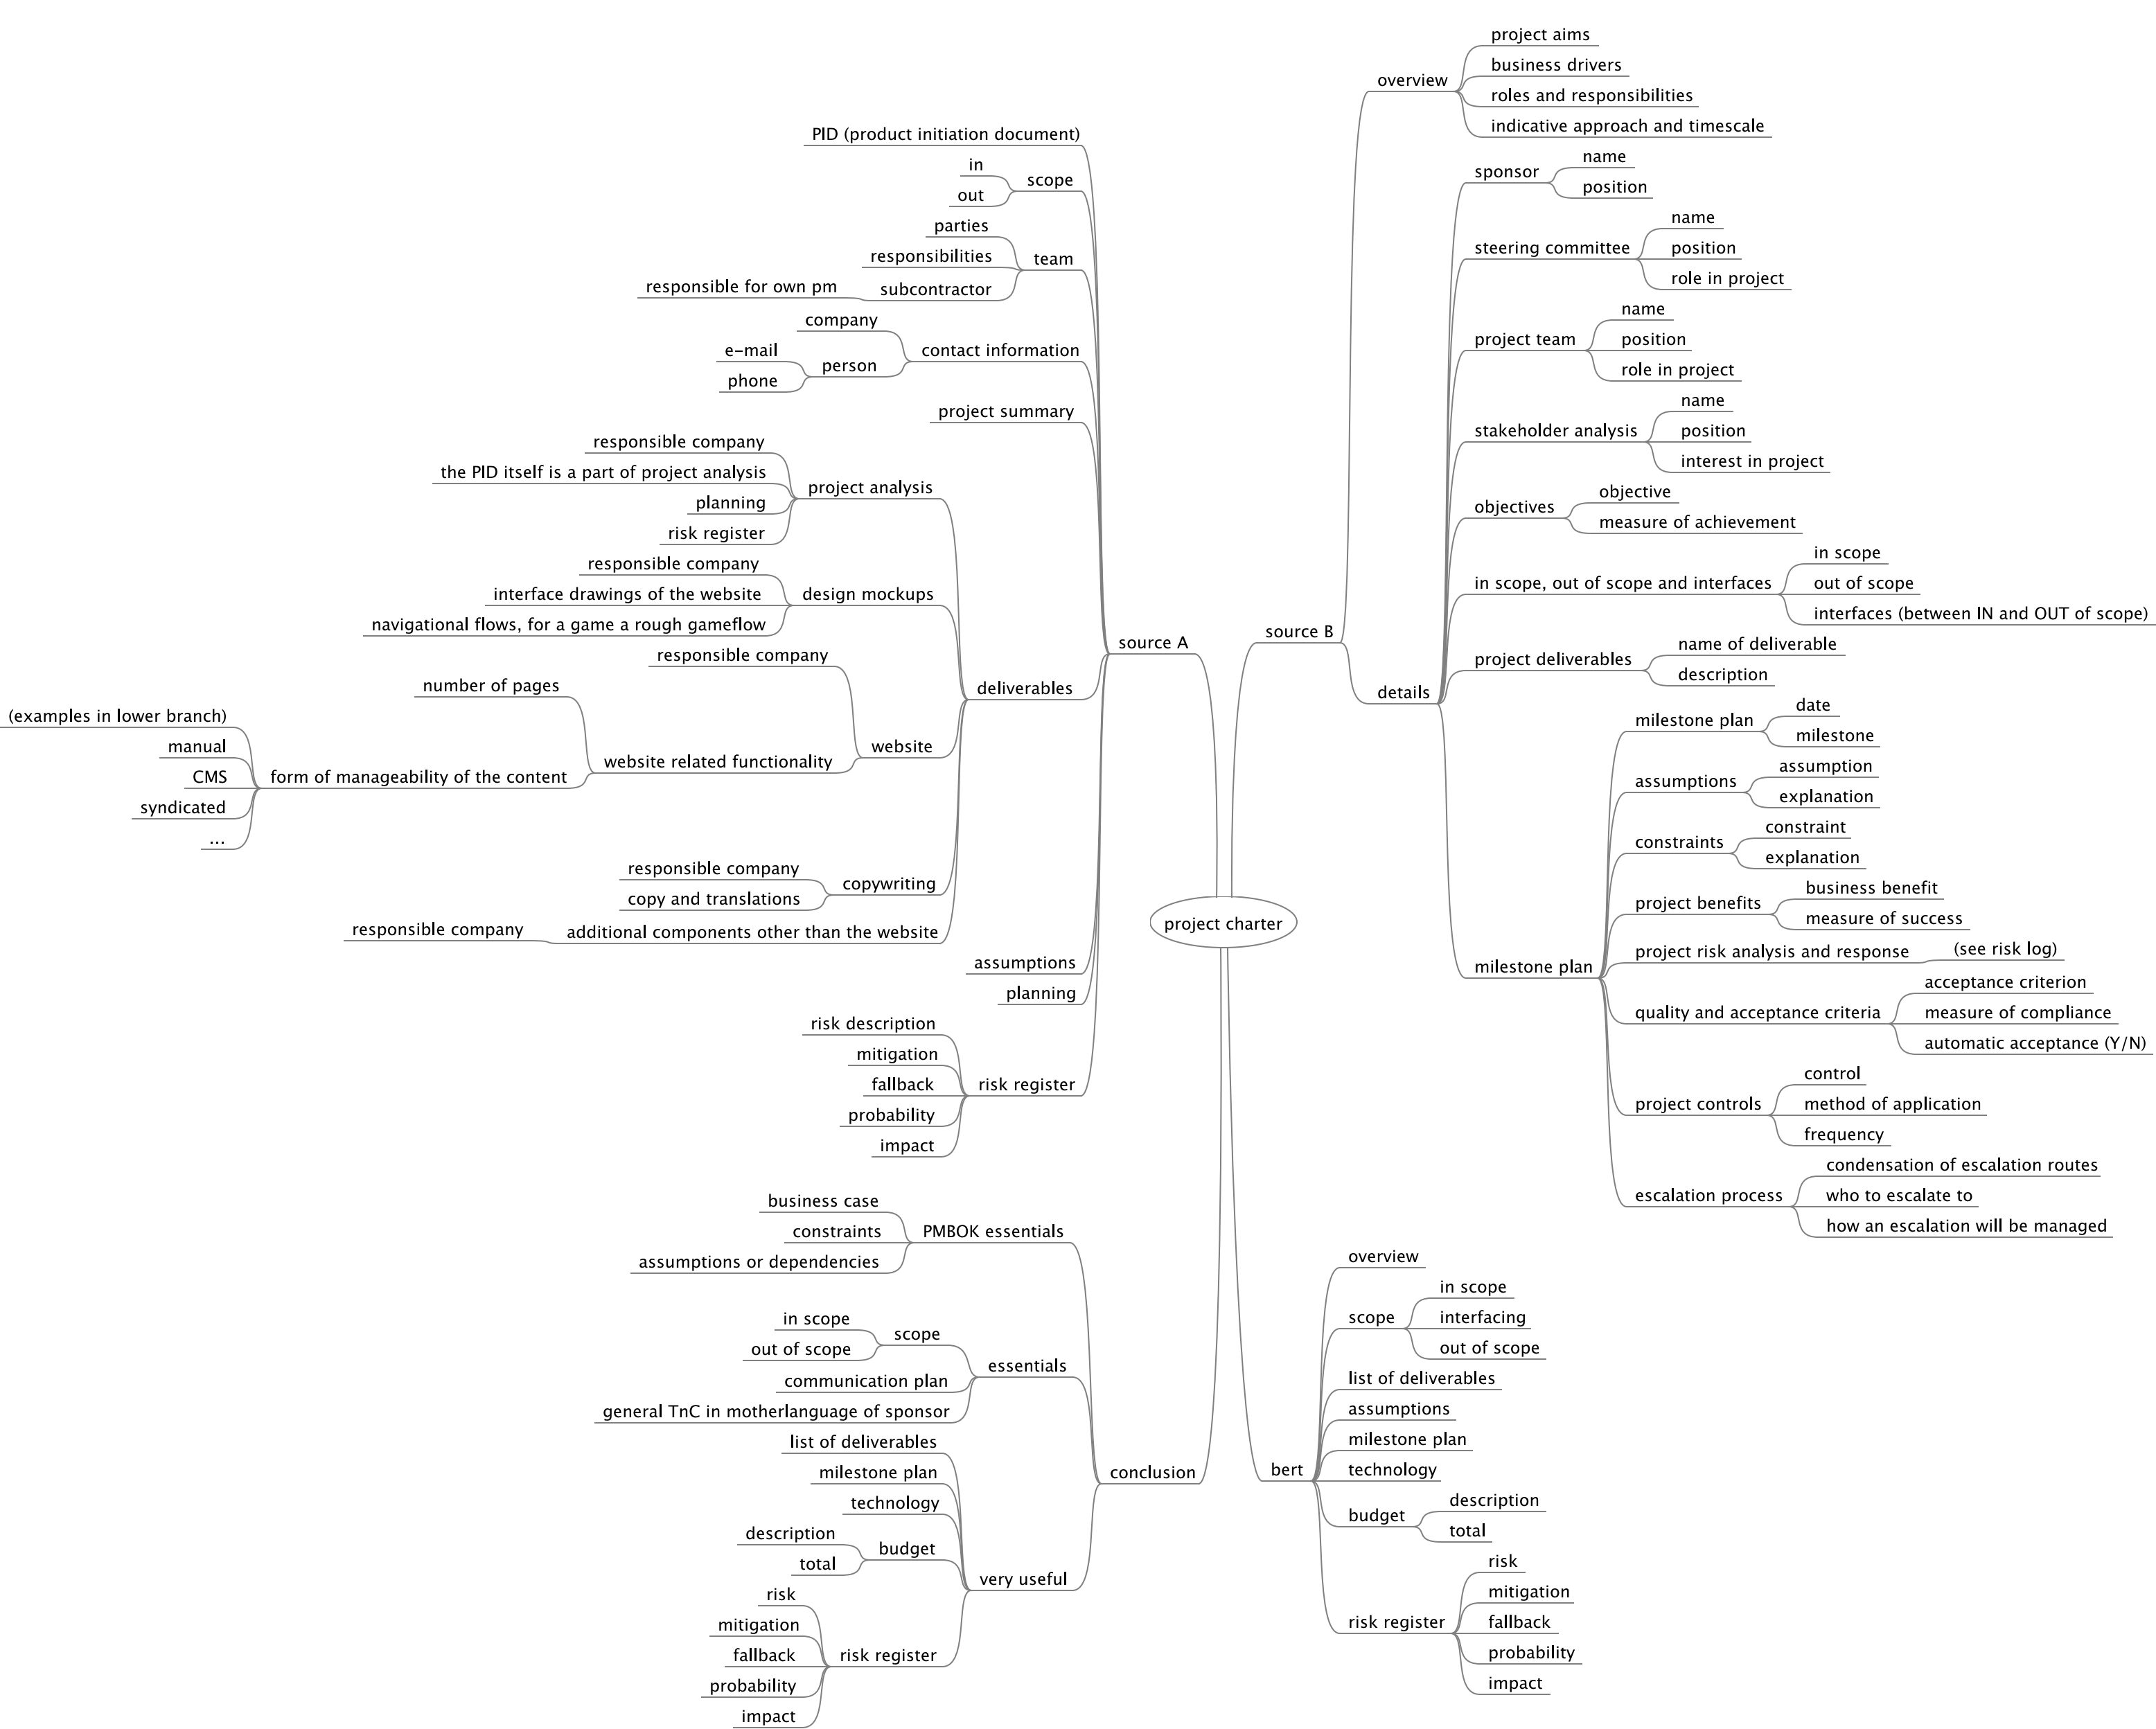 project charter
source A
PID (product initiation document)
scope
in
out
team
parties
responsibilities
subcontractor
responsible for own pm
contact information
company
person
e-mail
phone
project summary
deliverables
project analysis
responsible company
the PID itself is a part of project analysis
planning
risk register
design mockups
responsible company
interface drawings of the website
navigational flows, for a game a rough gameflow
website
responsible company
website related functionality
number of pages
form of manageability of the content
(examples in lower branch)
manual
CMS
syndicated
...
copywriting
responsible company
copy and translations
additional components other than the website
responsible company
assumptions
planning
risk register
risk description
mitigation
fallback
probability
impact
conclusion
PMBOK essentials
business case
constraints
assumptions or dependencies
essentials
scope
in scope
out of scope
communication plan
general TnC in motherlanguage of sponsor
very useful
list of deliverables
milestone plan
technology
budget
description
total
risk register
risk
mitigation
fallback
probability
impact
source B
overview
project aims
business drivers
roles and responsibilities
indicative approach and timescale
details
sponsor
name
position
steering committee
name
position
role in project
project team
name
position
role in project
stakeholder analysis
name
position
interest in project
objectives
objective
measure of achievement
in scope, out of scope and interfaces
in scope
out of scope
interfaces (between IN and OUT of scope)
project deliverables
name of deliverable
description
milestone plan
milestone plan
date
milestone
assumptions
assumption
explanation
constraints
constraint
explanation
project benefits
business benefit
measure of success
project risk analysis and response
(see risk log)
quality and acceptance criteria
acceptance criterion
measure of compliance
automatic acceptance (Y/N)
project controls
control
method of application
frequency
escalation process
condensation of escalation routes
who to escalate to
how an escalation will be managed
bert
overview
scope
in scope
interfacing
out of scope
list of deliverables
assumptions
milestone plan
technology
budget
description
total
risk register
risk
mitigation
fallback
probability
impact